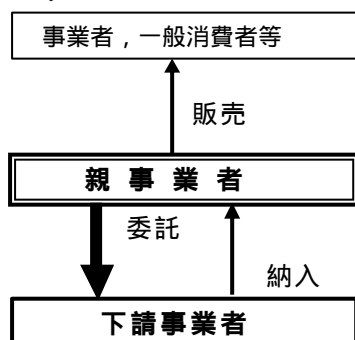 事業者，一般消費者等
販売
親事業者
委託
納入
下請事業者